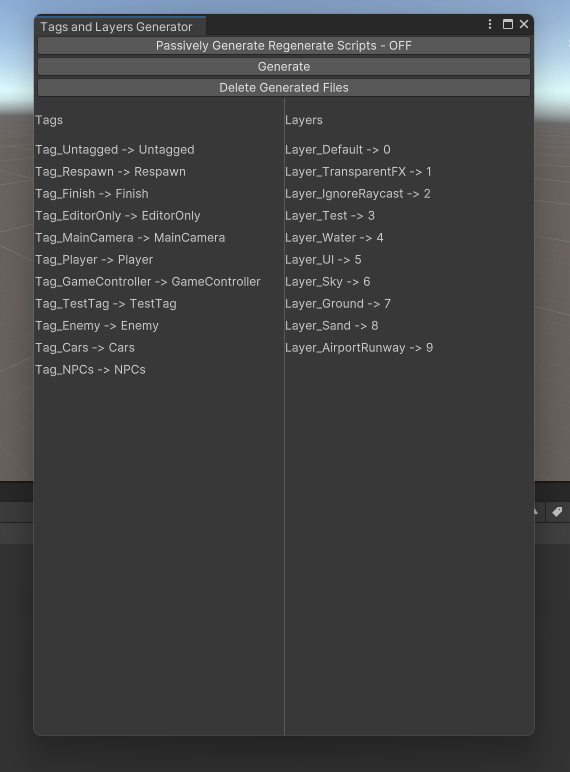 Tags and Layers Generator
Passively Generate Regenerate Scripts - OFF
Generate
Delete Generated Files
Tags
Tag_Untagged -> Untagged
Tag_Respawn -> Respawn
Tag_Finish -> Finish
Tag_EditorOnly -> EditorOnly
Tag_MainCamera -> MainCamera
Tag_Player -> Player
Tag_GameController -> GameController
Tag_TestTag -> TestTag
Tag_Enemy -> Enemy
Tag_Cars -> Cars
Tag_NPCs -> NPCs
Layers
Layer_Default -> 0
Layer_TransparentFX -> 1
Layer_IgnoreRaycast -> 2
Layer_Test -> 3
Layer_Water -> 4
Layer_UI -> 5
Layer_Sky -> 6
Layer_Ground -> 7
Layer_Sand -> 8
Layer_AirportRunway -> 9